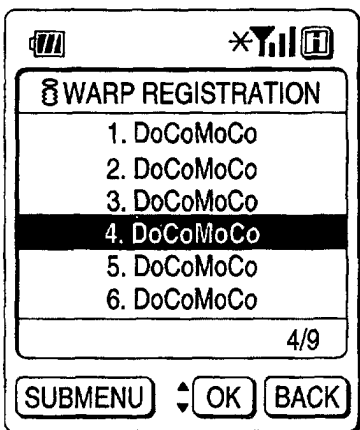 WARP REGISTRATION
1. DoCoMoCo
2. DoCoMoCo
3. DoCoMoCo
4. DoCoMoCo
5. DoCoMoCo
6. DoCoMoCo
4/9
SUBMENU OK BACK